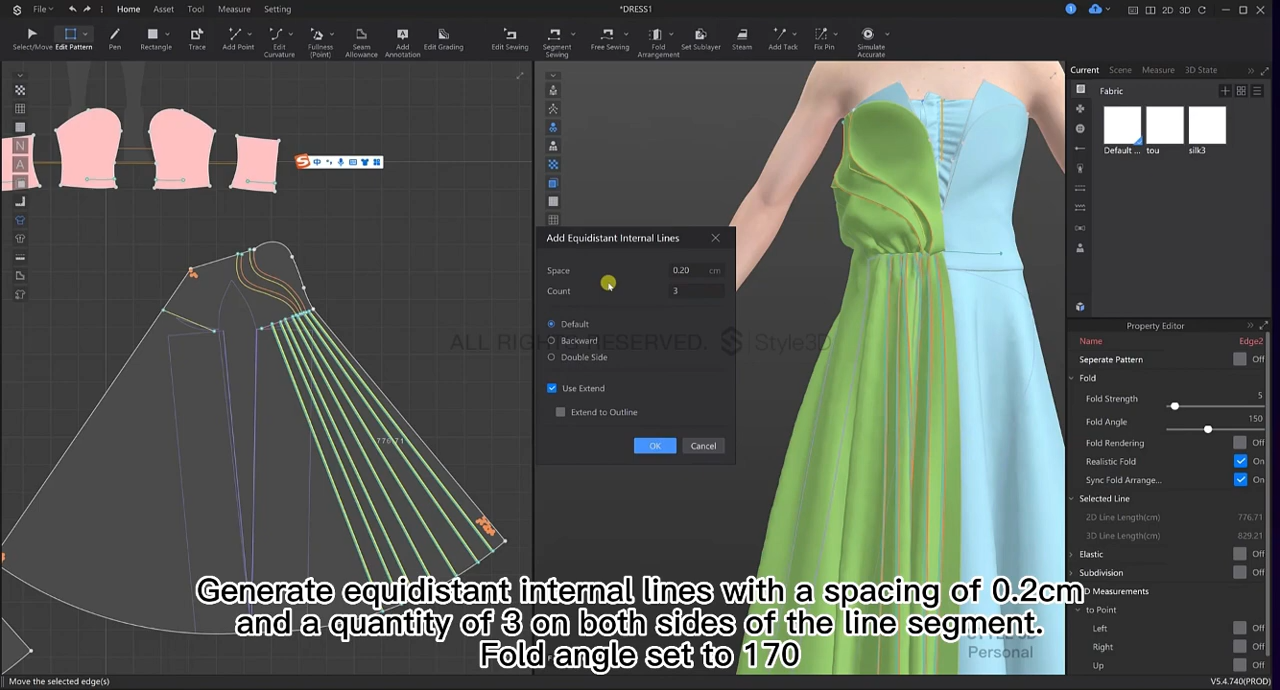 File
Home
Asset
Tool
Measure
Setting
*DRESS1
1
2D
3D
Select/Move
Edit Pattern
Pen
Rectangle
Trace
Add Point
Edit Curvature
Fullness (Point)
Seam Allowance
Add Annotation
Edit Grading
Edit Sewing
Segment Sewing
Free Sewing
Fold Arrangement
Set Sublayer
Steam
Add Tack
Fix Pin
Simulate Accurate
N
A
S 中
776.71
Add Equidistant Internal Lines
Space 0.20 cm
Count 3
Default
Backward
Double Side
Use Extend
Extend to Outline
OK Cancel
ALL RIGHTS RESERVED. Style3D
Current Scene Measure 3D State
Fabric
Default ... tou silk3
Property Editor
Name Edge2
Seperate Pattern Off
Fold
Fold Strength 5
Fold Angle 150
Fold Rendering Off
Realistic Fold On
Sync Fold Arrange... On
Selected Line
2D Line Length(cm) 776.71
3D Line Length(cm) 829.21
Elastic Off
Subdivision Off
D Measurements
to Point
Left Off
Right Off
Up Off
Generate equidistant internal lines with a spacing of 0.2cm
and a quantity of 3 on both sides of the line segment.
Fold angle set to 170
Personal
Move the selected edge(s)
V5.4.740(PROD)